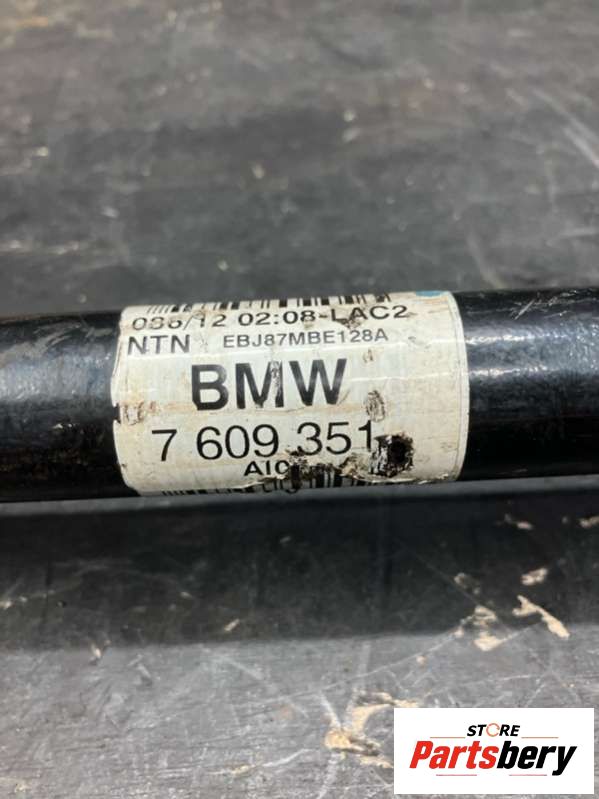 086/12 02:08-LAC2
NTN EBJ87MBE128A
BMW
7 609 351
STORE
Partsbery